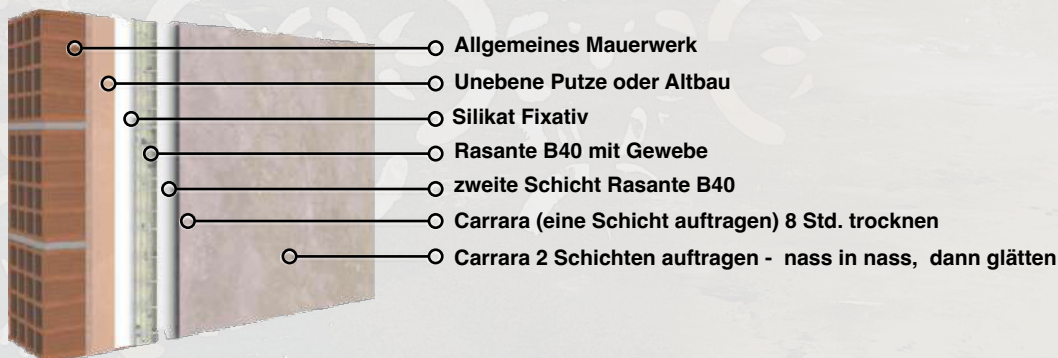 Allgemeines Mauerwerk
Unebene Putze oder Altbau
Silikat Fixativ
Rasante B40 mit Gewebe
zweite Schicht Rasante B40
Carrara (eine Schicht auftragen) 8 Std. trocknen
Carrara 2 Schichten auftragen - nass in nass, dann glätten